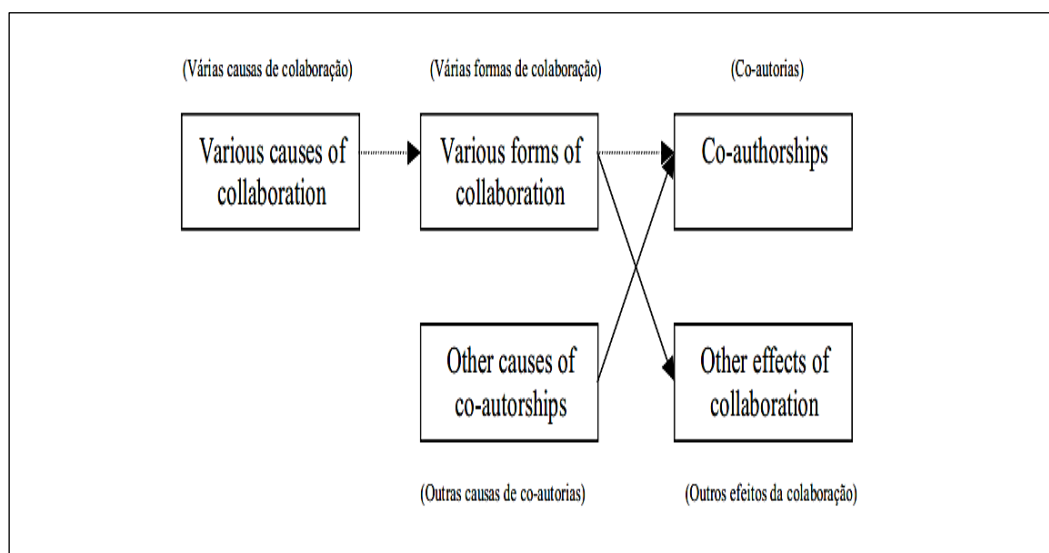 (Várias causas de colaboração)
(Várias formas de colaboração)
(Co-autorias)
Various causes of
collaboration
Various forms of
collaboration
Co-authorships
Other causes of
co-autorships
Other effects of
collaboration
(Outras causas de co-autorias)
(Outros efeitos da colaboração)